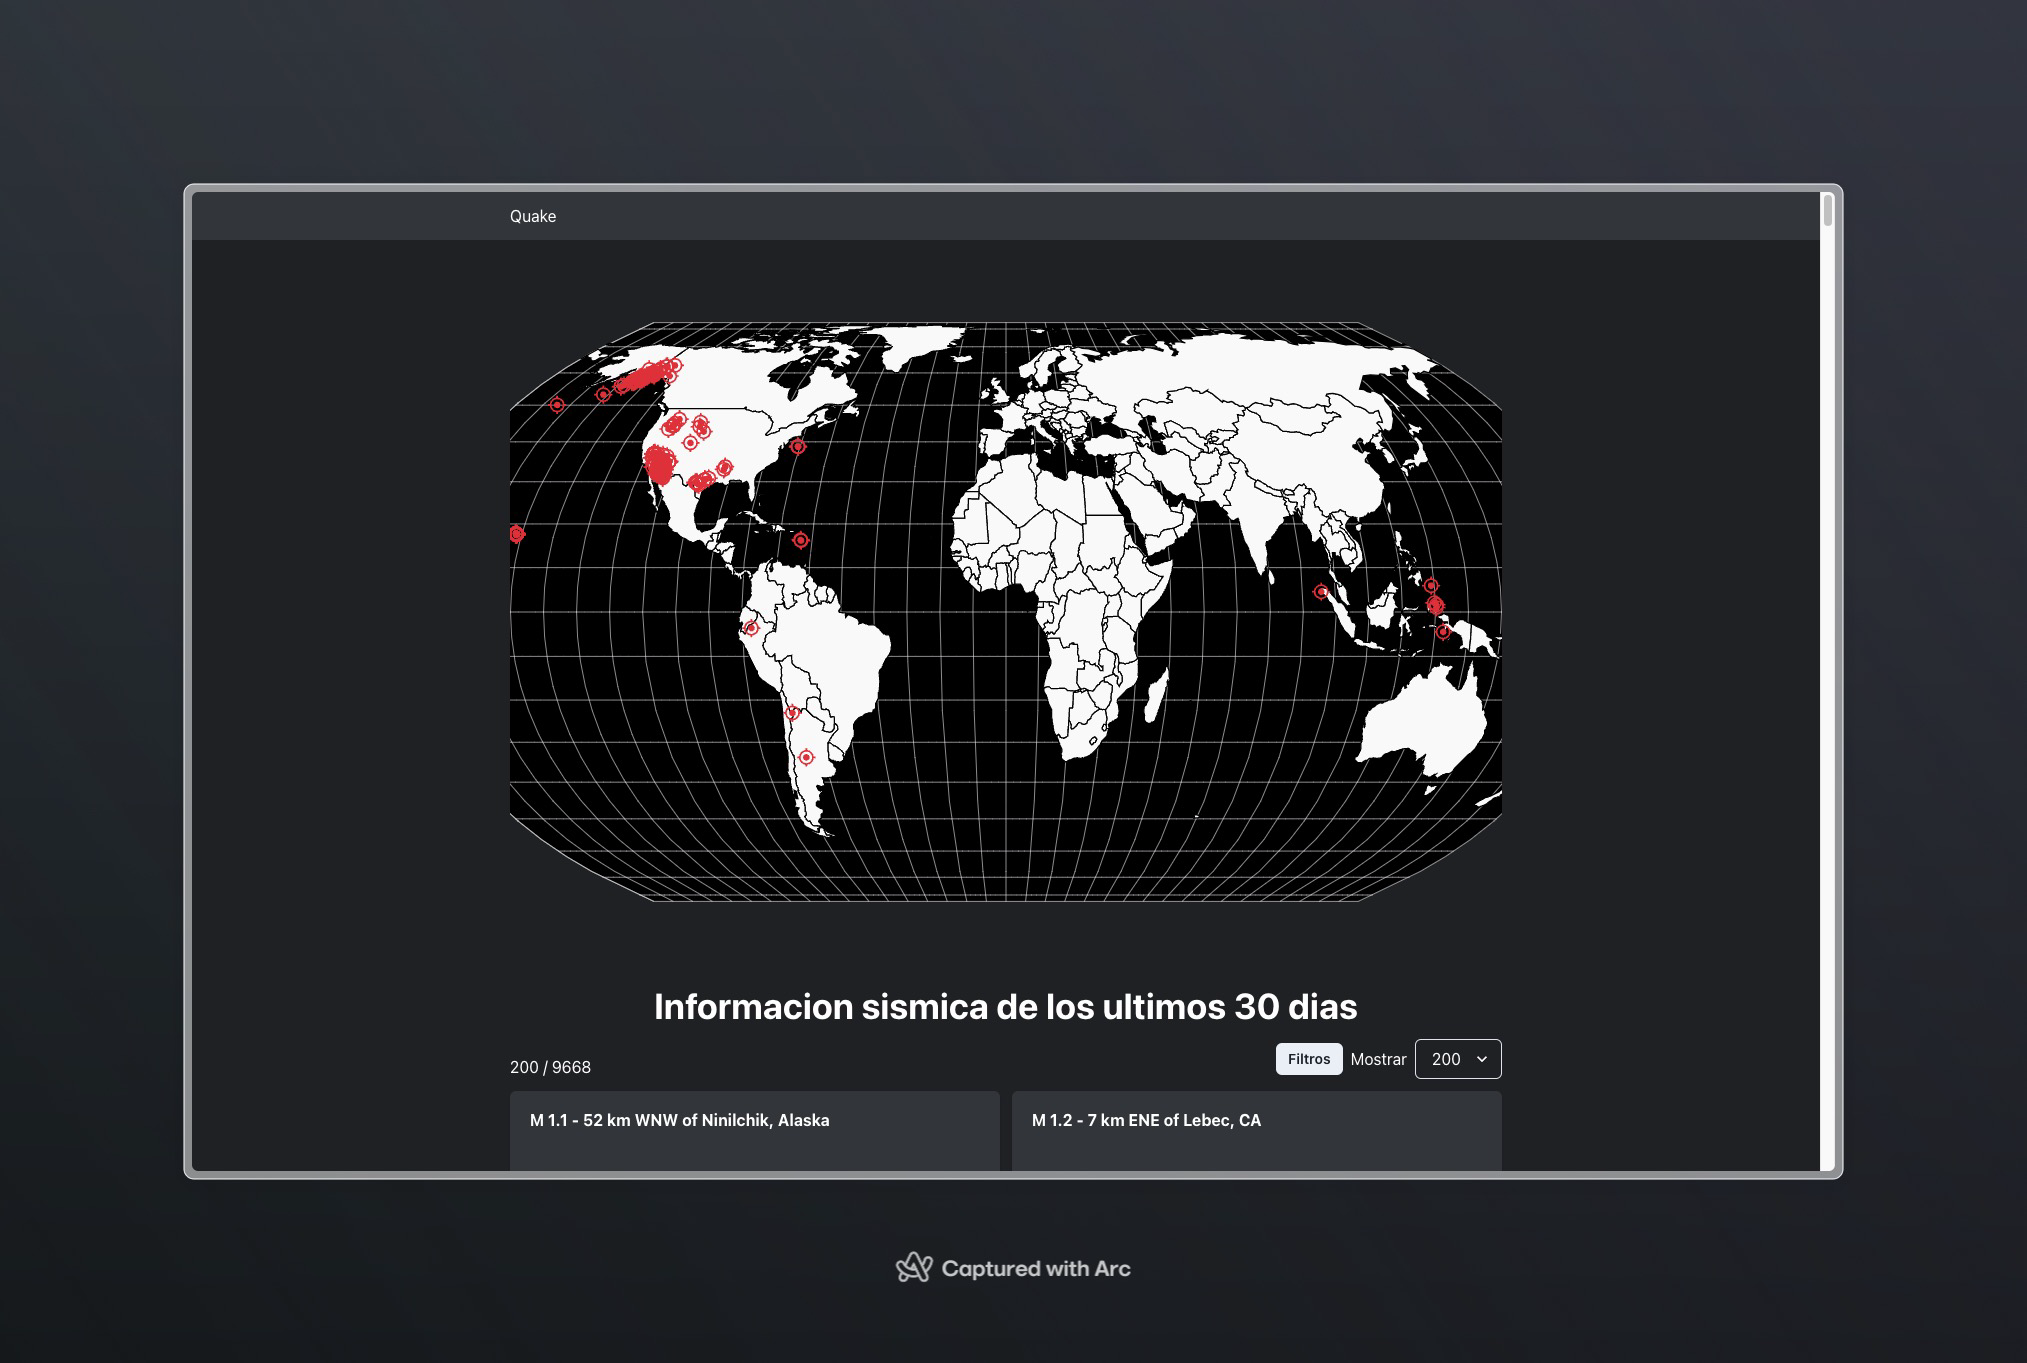 Quake
Informacion sismica de los ultimos 30 dias
200 / 9668
Filtros Mostrar 200
M 1.1 - 52 km WNW of Ninilchik, Alaska
M 1.2 - 7 km ENE of Lebec, CA
Captured with Arc